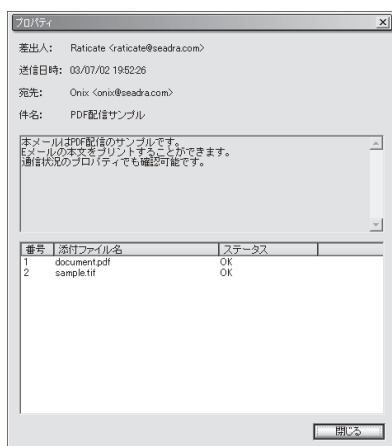 プロパティ
差出人: Raticate <raticate@seadra.com>
送信日時: 03/07/02 19:52:26
宛先: Onix <onix@seadra.com>
件名: PDF配信サンプル
本メールはPDF配信のサンプルです。
Eメールの本文をプリントすることができます。
通信状況のプロパティでも確認可能です。
番号 添付ファイル名 ステータス
1 document.pdf OK
2 sample.tif OK
閉じる